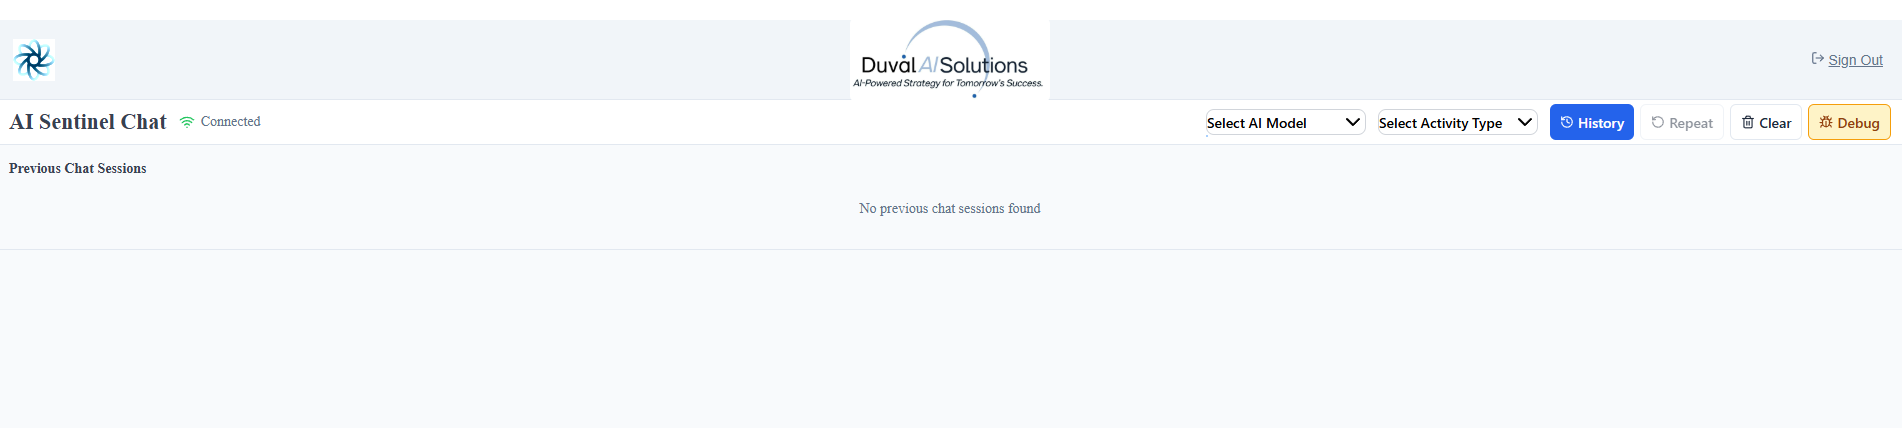 Duval AI Solutions
AI-Powered Strategy for Tomorrow's Success.
Sign Out
AI Sentinel Chat
Connected
Select AI Model
Select Activity Type
History
Repeat
Clear
Debug
Previous Chat Sessions
No previous chat sessions found